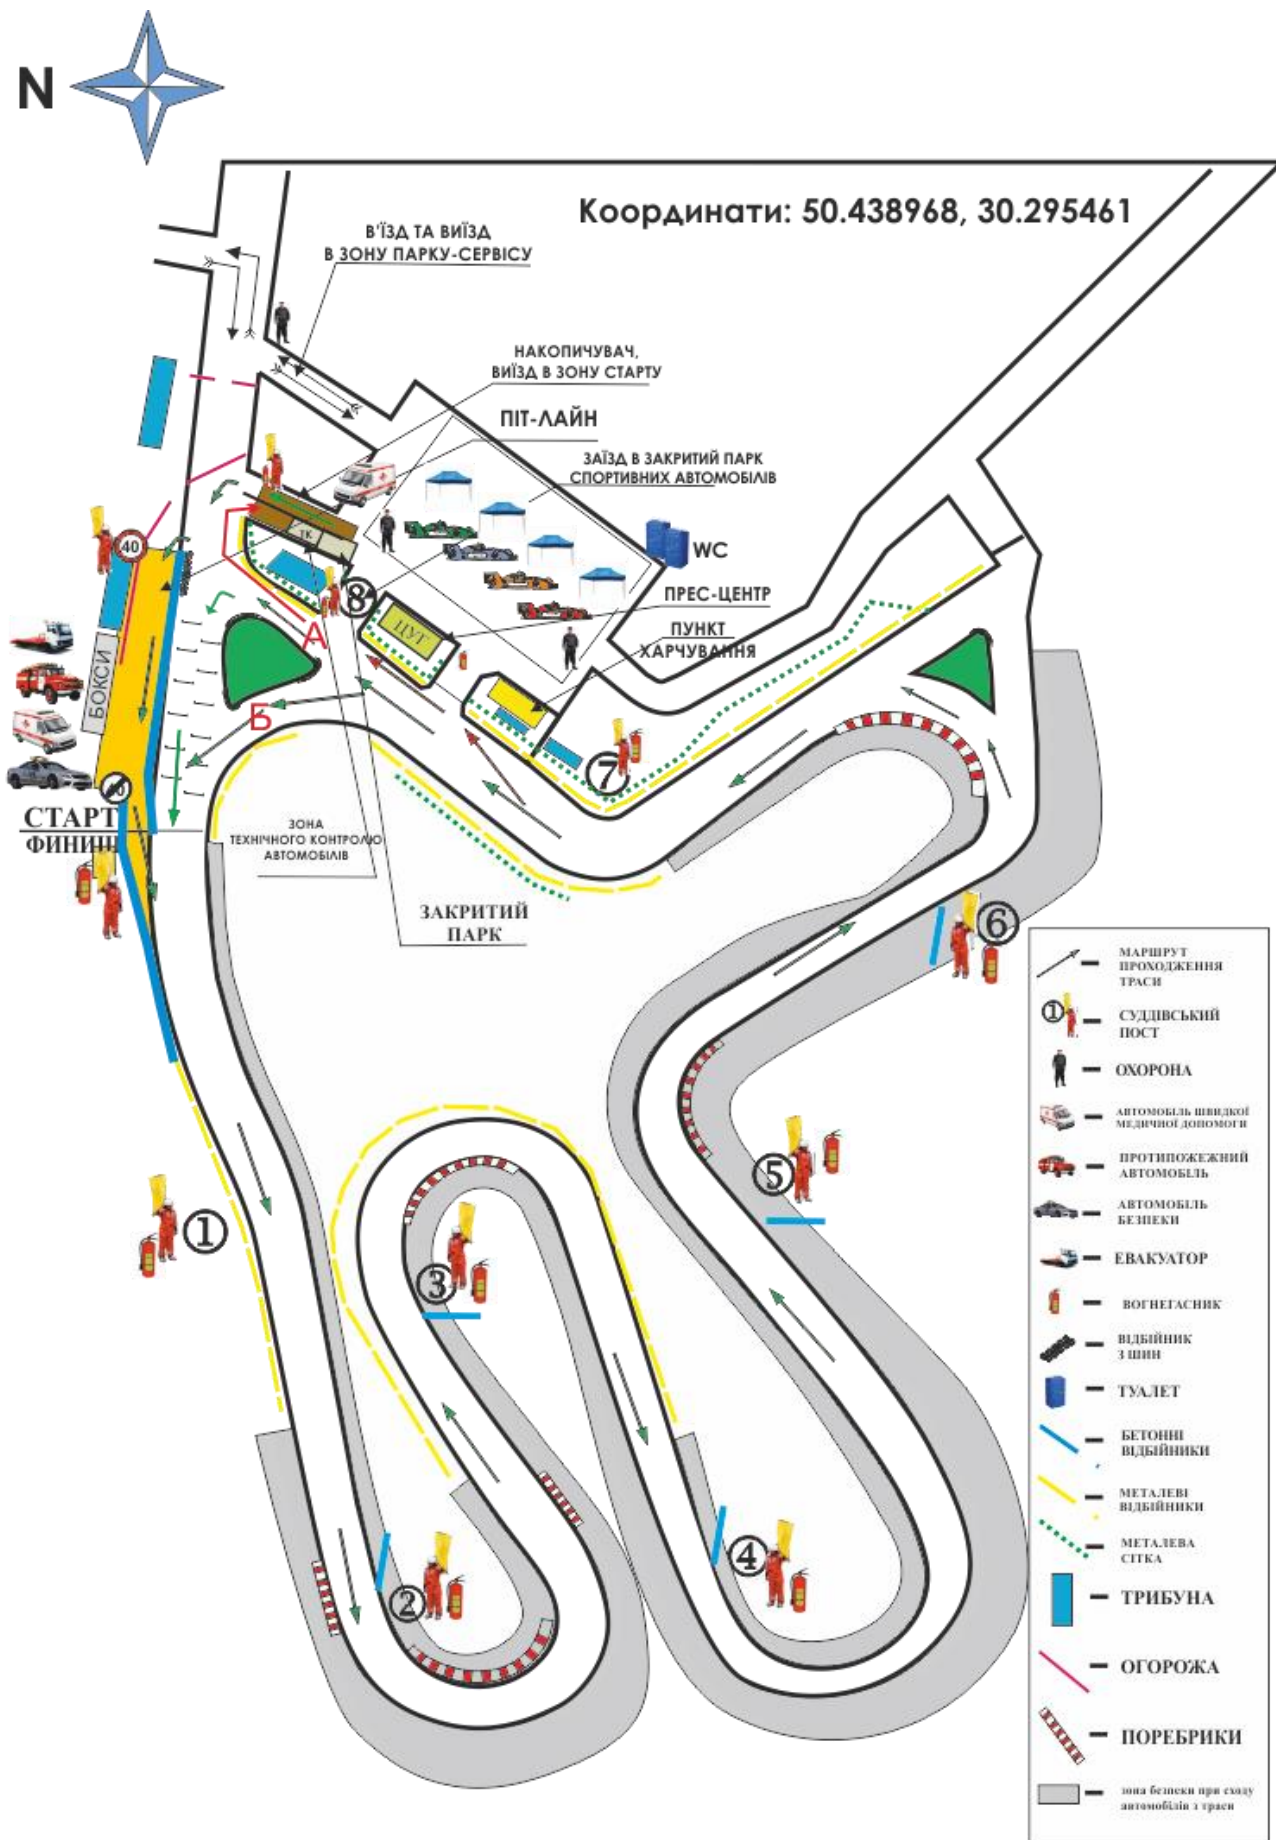 N
Координати: 50.438968, 30.295461
В'ЇЗД ТА ВИЇЗД
В ЗОНУ ПАРКУ-СЕРВІСУ
НАКОПИЧУВАЧ,
ВИЇЗД В ЗОНУ СТАРТУ
ПІТ-ЛАЙН
ЗАЇЗД В ЗАКРИТИЙ ПАРК
СПОРТИВНИХ АВТОМОБІЛІВ
ТК
40
WC
8
ПРЕС-ЦЕНТР
ЦУГ
ПУНКТ
ХАРЧУВАННЯ
А
БОКСИ
Б
7
СТАРТ
ФИНИШ
ЗОНА
ТЕХНІЧНОГО КОНТРОЛЮ
АВТОМОБІЛІВ
ЗАКРИТИЙ
ПАРК
6
5
1
3
4
2
МАРШРУТ
ПРОХОДЖЕННЯ
ТРАСИ
1
СУДДІВСЬКИЙ
ПОСТ
ОХОРОНА
АВТОМОБІЛЬ ШВИДКОЇ
МЕДИЧНОЇ ДОПОМОГИ
ПРОТИПОЖЕЖНИЙ
АВТОМОБІЛЬ
АВТОМОБІЛЬ
БЕЗПЕКИ
ЕВАКУАТОР
ВОГНЕГАСНИК
ВІДБІЙНИК
З ШИН
ТУАЛЕТ
БЕТОННІ
ВІДБІЙНИКИ
МЕТАЛЕВІ
ВІДБІЙНИКИ
МЕТАЛЕВА
СІТКА
ТРИБУНА
ОГОРОЖА
ПОРЕБРИКИ
зона безпеки при сходу
автомобілів з траси